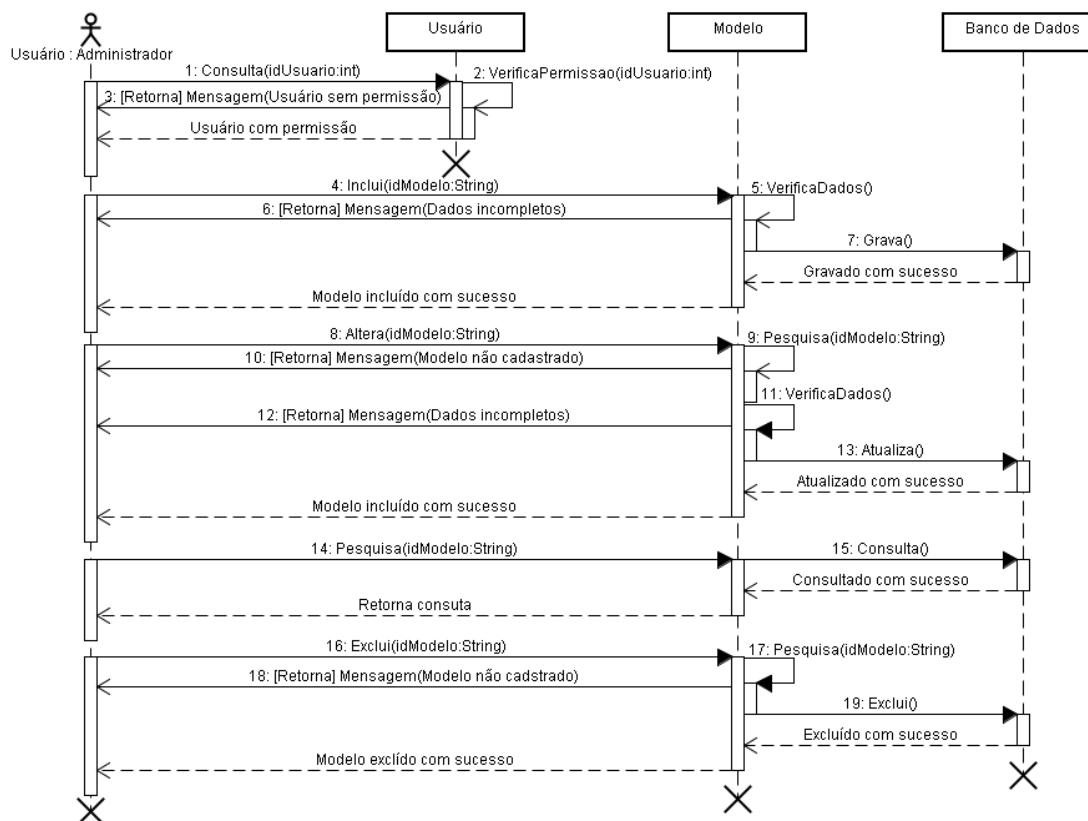 Usuário : Administrador
Usuário
Modelo
Banco de Dados
1: Consulta(idUsuario:int)
2: VerificaPermissao(idUsuario:int)
3: [Retorna] Mensagem(Usuário sem permissão)
Usuário com permissão
4: Inclui(idModelo:String)
5: VerificaDados()
6: [Retorna] Mensagem(Dados incompletos)
7: Grava()
Gravado com sucesso
Modelo incluído com sucesso
8: Altera(idModelo:String)
9: Pesquisa(idModelo:String)
10: [Retorna] Mensagem(Modelo não cadastrado)
11: VerificaDados()
12: [Retorna] Mensagem(Dados incompletos)
13: Atualiza()
Atualizado com sucesso
Modelo incluído com sucesso
14: Pesquisa(idModelo:String)
15: Consulta()
Consultado com sucesso
Retorna consuta
16: Exclui(idModelo:String)
17: Pesquisa(idModelo:String)
18: [Retorna] Mensagem(Modelo não cadstrado)
19: Exclui()
Excluído com sucesso
Modelo exclído com sucesso